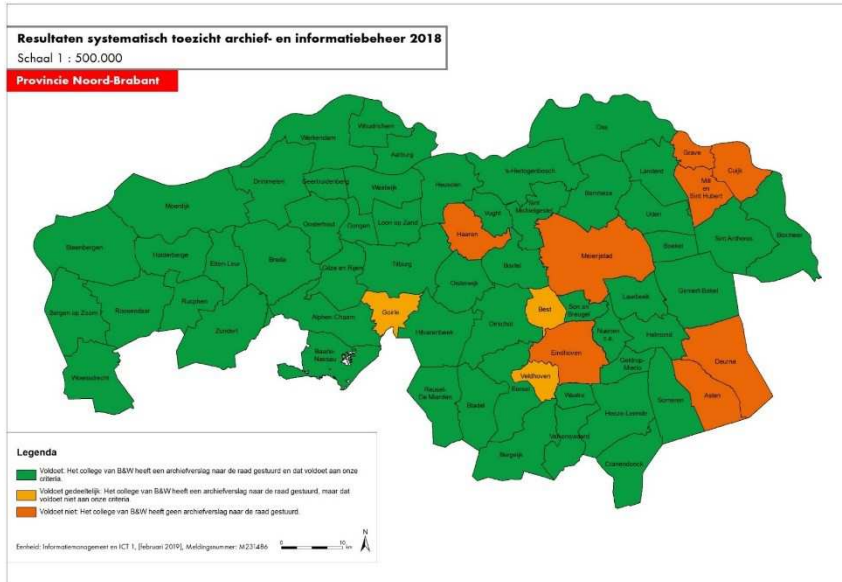 Resultaten systematisch toezicht archief- en informatiebeheer 2018
Schaal 1 : 500.000
Provincie Noord-Brabant
Woudrichem
Werkendam
Aalburg
Oss
Grave
Cuijk
Drimmelen
Geertruidenberg
Waalwijk
Heusden
's-Hertogenbosch
Landerd
Mill
en
Sint Hubert
Bernheze
Moerdijk
Sint
Michielsgestel
Vught
Uden
Oosterhout
Dongen
Loon op Zand
Haaren
Meierijstad
Boekel
Sint Anthonis
Boxmeer
Steenbergen
Halderberge
Etten-Leur
Breda
Gilze en Rijen
Tilburg
Oisterwijk
Boxtel
Gemert-Bakel
Bergen op Zoom
Roosendaal
Rucphen
Zundert
Alphen-Chaam
Goirle
Hilvarenbeek
Oirschot
Best
Son en
Breugel
Laarbeek
Nuenen
c.a.
Helmond
Baarle-
Nassau
Eindhoven
Geldrop-
Mierlo
Deurne
Woensdrecht
Veldhoven
Eersel
Reusel-
De Mierden
Bladel
Waalre
Heeze-Leende
Someren
Asten
Valkenswaard
Bergeijk
Cranendonck
Legenda
Voldoet: Het college van B&W heeft een archiefverslag naar de raad gestuurd en dat voldoet aan onze
criteria.
Voldoet gedeeltelijk: Het college van B&W heeft een archiefverslag naar de raad gestuurd, maar dat
voldoet niet aan onze criteria
Voldoet niet: Het college van B&W heeft geen archiefverslag naar de raad gestuurd.
Eenheid: Informatiemanagement en ICT 1, [februari 2019], Meldingsnummer: M231486
0 5 10
km
N